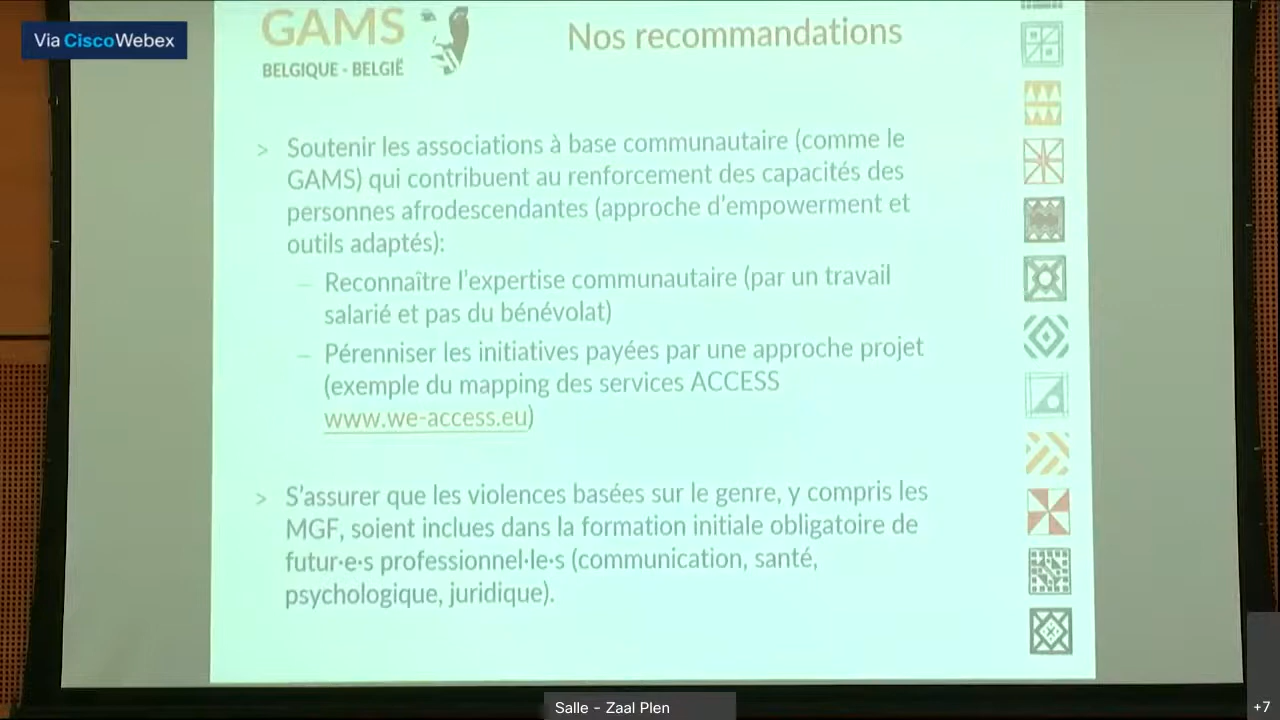 Via CiscoWebex
GAMS
BELGIQUE - BELGIË
Nos recommandations
> Soutenir les associations à base communautaire (comme le
GAMS) qui contribuent au renforcement des capacités des
personnes afrodescendantes (approche d'empowerment et
outils adaptés):
– Reconnaître l'expertise communautaire (par un travail
salarié et pas du bénévolat)
– Pérenniser les initiatives payées par une approche projet
(exemple du mapping des services ACCESS
www.we-access.eu)
> S'assurer que les violences basées sur le genre, y compris les
MGF, soient inclues dans la formation initiale obligatoire de
futur·e·s professionnel·le·s (communication, santé,
psychologique, juridique).
Salle - Zaal Plen
+7